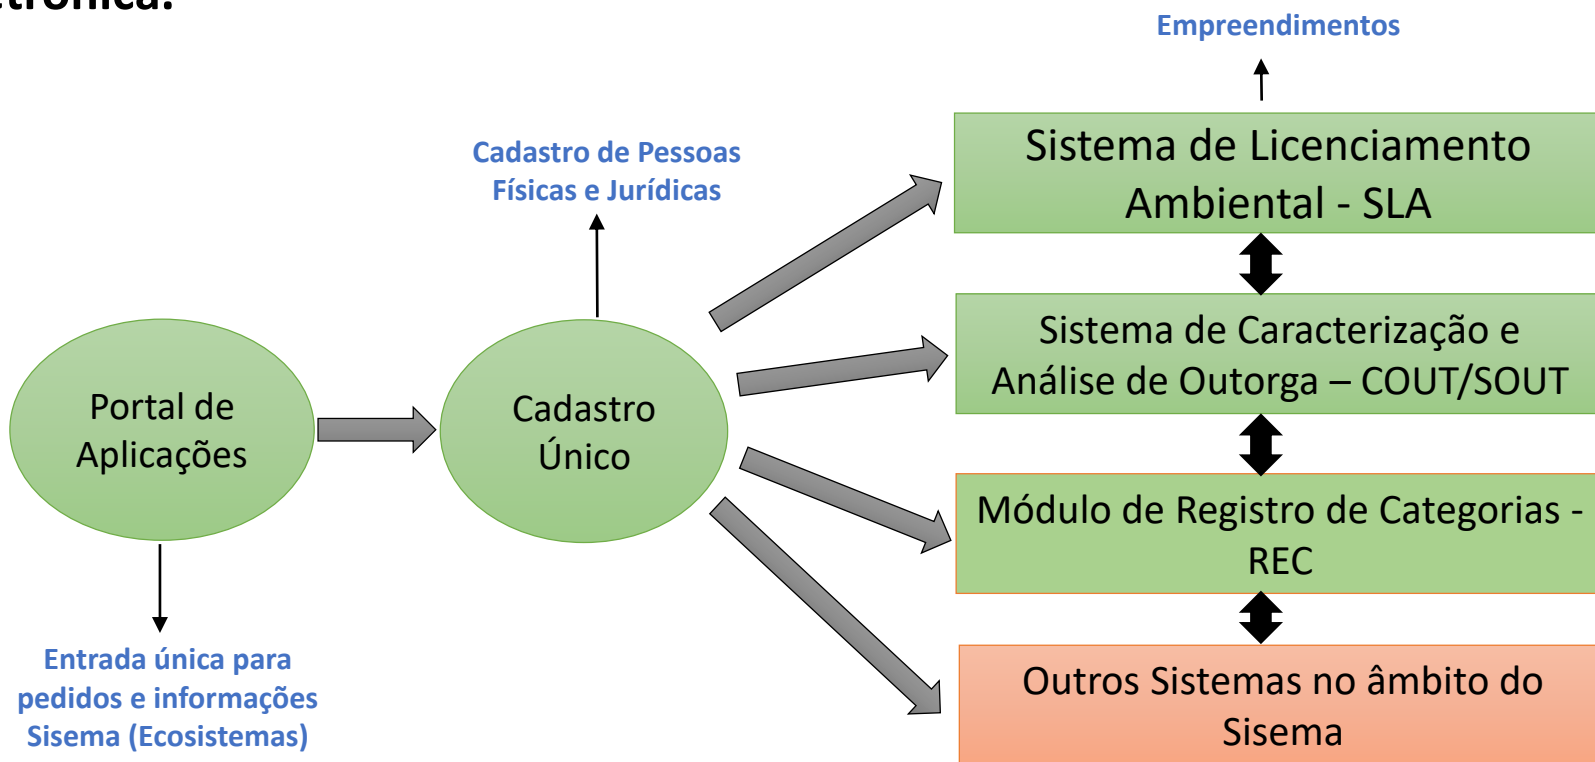 etrônica.
Empreendimentos
Sistema de Licenciamento
Ambiental - SLA
Cadastro de Pessoas
Físicas e Jurídicas
Sistema de Caracterização e
Análise de Outorga – COUT/SOUT
Portal de
Aplicações
Cadastro
Único
Módulo de Registro de Categorias -
REC
Entrada única para
pedidos e informações
Sisema (Ecosistemas)
Outros Sistemas no âmbito do
Sisema